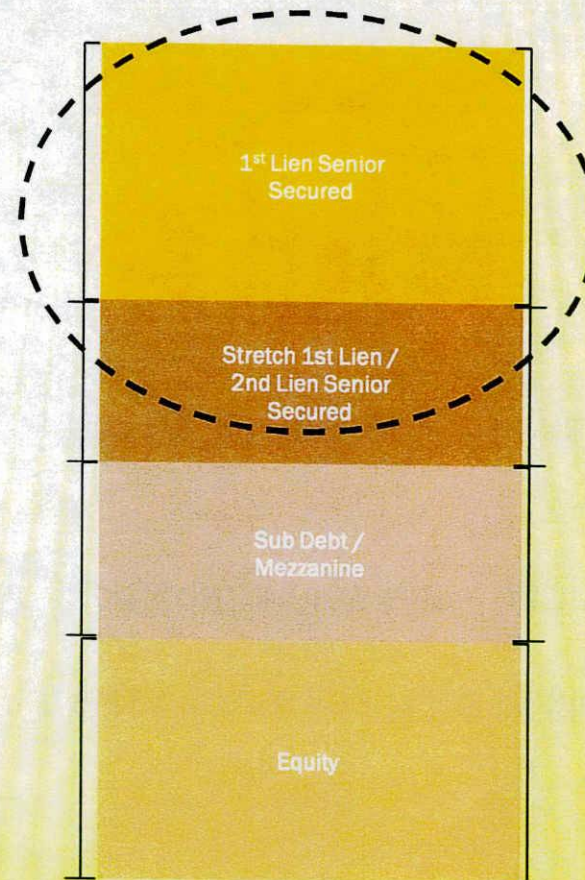 1st Lien Senior
Secured
Stretch 1st Lien /
2nd Lien Senior
Secured
Sub Debt /
Mezzanine
Equity